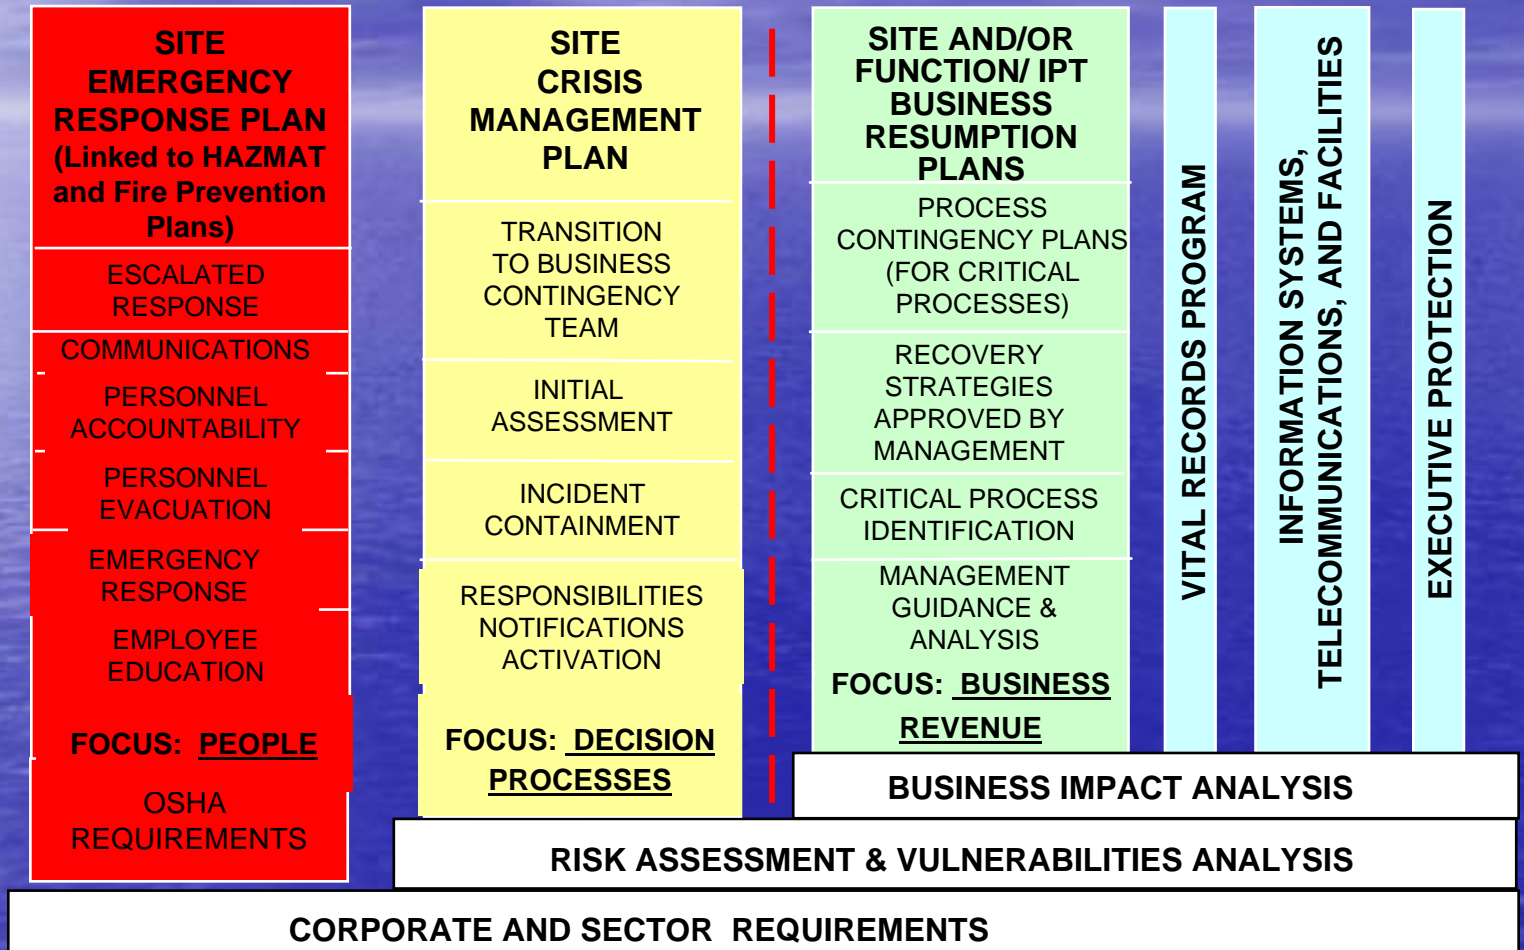 SITE
EMERGENCY
RESPONSE PLAN
(Linked to HAZMAT
and Fire Prevention
Plans)
ESCALATED
RESPONSE
COMMUNICATIONS
PERSONNEL
ACCOUNTABILITY
PERSONNEL
EVACUATION
EMERGENCY
RESPONSE
EMPLOYEE
EDUCATION
FOCUS: PEOPLE
OSHA
REQUIREMENTS
SITE
CRISIS
MANAGEMENT
PLAN
TRANSITION
TO BUSINESS
CONTINGENCY
TEAM
INITIAL
ASSESSMENT
INCIDENT
CONTAINMENT
RESPONSIBILITIES
NOTIFICATIONS
ACTIVATION
FOCUS: DECISION
PROCESSES
SITE AND/OR
FUNCTION/ IPT
BUSINESS
RESUMPTION
PLANS
PROCESS
CONTINGENCY PLANS
(FOR CRITICAL
PROCESSES)
RECOVERY
STRATEGIES
APPROVED BY
MANAGEMENT
CRITICAL PROCESS
IDENTIFICATION
MANAGEMENT
GUIDANCE &
ANALYSIS
FOCUS: BUSINESS
REVENUE
VITAL RECORDS PROGRAM
INFORMATION SYSTEMS,
TELECOMMUNICATIONS, AND FACILITIES
EXECUTIVE PROTECTION
BUSINESS IMPACT ANALYSIS
RISK ASSESSMENT & VULNERABILITIES ANALYSIS
CORPORATE AND SECTOR REQUIREMENTS